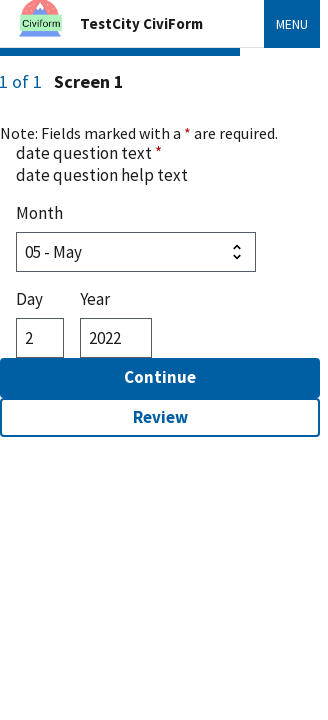 Civiform
TestCity CiviForm
MENU
1 of 1 Screen 1
Note: Fields marked with a * are required.
date question text *
date question help text
Month
05 - May
Day Year
2 2022
Continue
Review